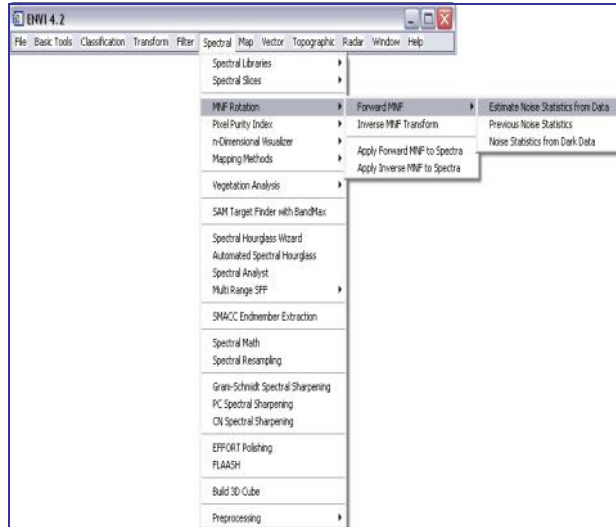 ENVI 4.2
File Basic Tools Classification Transform Filter Spectral Map Vector Topographic Radar Window Help
Spectral Libraries
Spectral Slices
MNF Rotation
Pixel Purity Index
n-Dimensional Visualizer
Mapping Methods
Vegetation Analysis
SAM Target Finder with BandMax
Spectral Hourglass Wizard
Automated Spectral Hourglass
Spectral Analyst
Multi Range SFF
SMACC Endmember Extraction
Spectral Math
Spectral Resampling
Gram-Schmidt Spectral Sharpening
PC Spectral Sharpening
CN Spectral Sharpening
EFFORT Polishing
FLAASH
Build 3D Cube
Preprocessing
Forward MNF
Inverse MNF Transform
Apply Forward MNF to Spectra
Apply Inverse MNF to Spectra
Estimate Noise Statistics from Data
Previous Noise Statistics
Noise Statistics from Dark Data